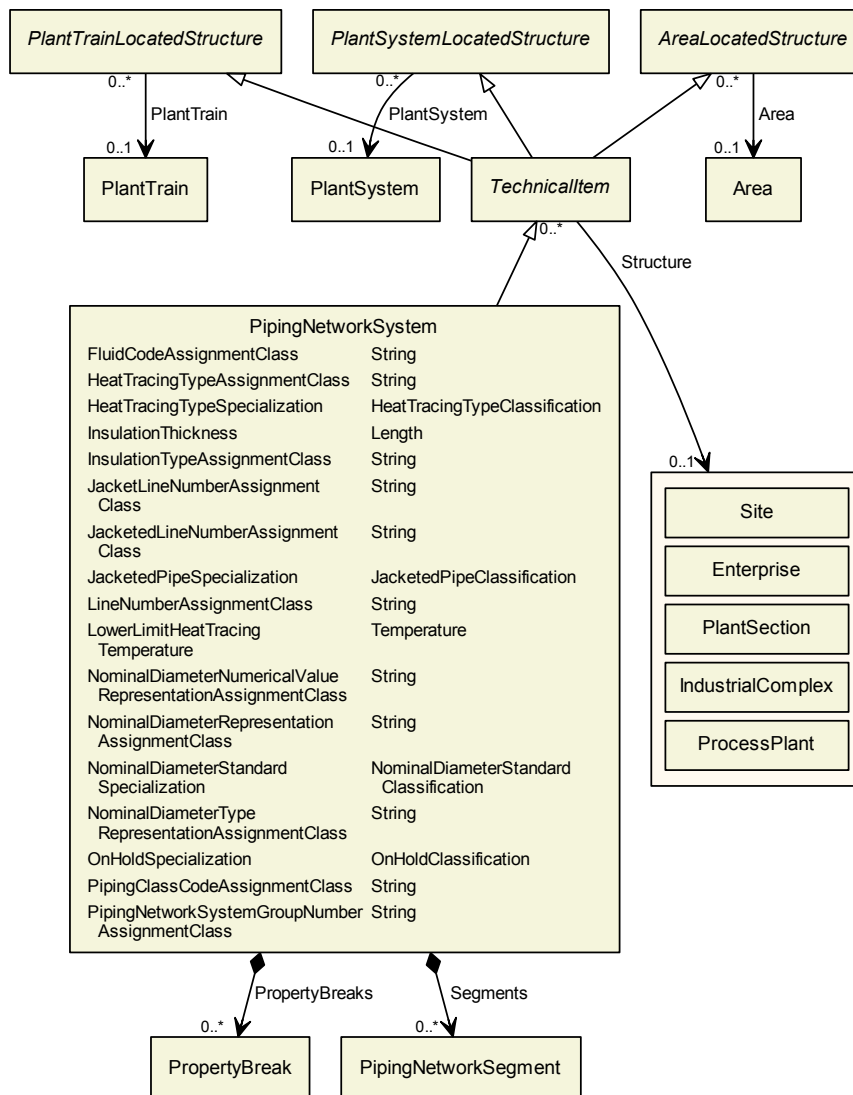 PlantTrainLocatedStructure
PlantSystemLocatedStructure
AreaLocatedStructure
0..*
0..*
0..*
PlantTrain
PlantSystem
Area
0..1
0..1
0..1
PlantTrain
PlantSystem
TechnicalItem
Area
0..*
Structure
PipingNetworkSystem
FluidCodeAssignmentClass String
HeatTracingTypeAssignmentClass String
HeatTracingTypeSpecialization HeatTracingTypeClassification
InsulationThickness Length
InsulationTypeAssignmentClass String
JacketLineNumberAssignment String
Class
JacketedLineNumberAssignment String
Class
JacketedPipeSpecialization JacketedPipeClassification
LineNumberAssignmentClass String
LowerLimitHeatTracing Temperature
Temperature
NominalDiameterNumericalValue String
RepresentationAssignmentClass
NominalDiameterRepresentation String
AssignmentClass
NominalDiameterStandard NominalDiameterStandard
Specialization Classification
NominalDiameterType String
RepresentationAssignmentClass
OnHoldSpecialization OnHoldClassification
PipingClassCodeAssignmentClass String
PipingNetworkSystemGroupNumber String
AssignmentClass
0..1
Site
Enterprise
PlantSection
IndustrialComplex
ProcessPlant
PropertyBreaks
Segments
0..*
0..*
PropertyBreak
PipingNetworkSegment